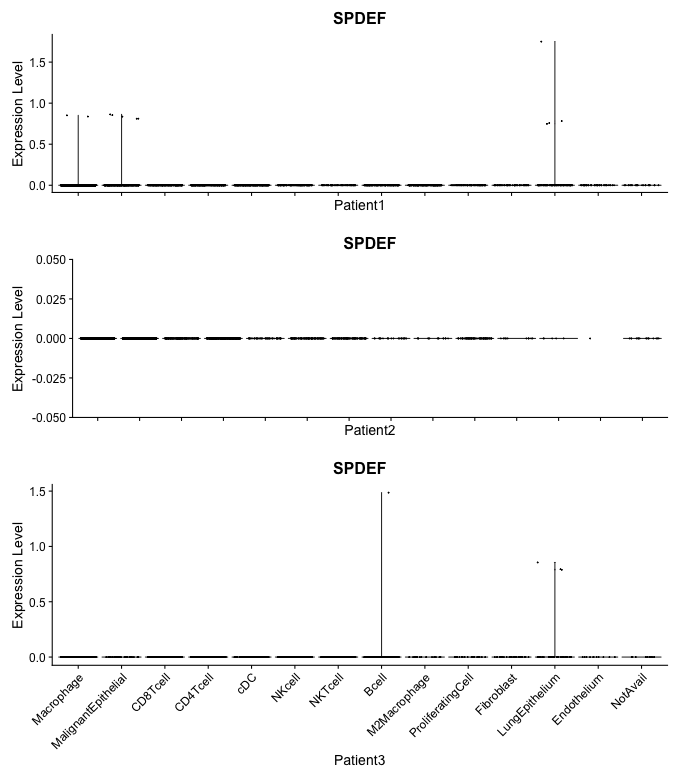 SPDEF
Expression Level
1.5
1.0
0.5
0.0
Patient1
SPDEF
Expression Level
0.050
0.025
0.000
-0.025
-0.050
Patient2
SPDEF
Expression Level
1.5
1.0
0.5
0.0
Macrophage
MalignantEpithelial
CD8Tcell
CD4Tcell
cDC
NKcell
NKTcell
Bcell
M2Macrophage
ProliferatingCell
Fibroblast
LungEpithelium
Endothelium
NotAvail
Patient3